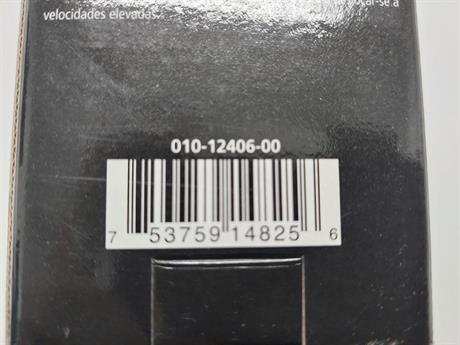 velocidades elevadas.
010-12406-00
7 53759 14825 6